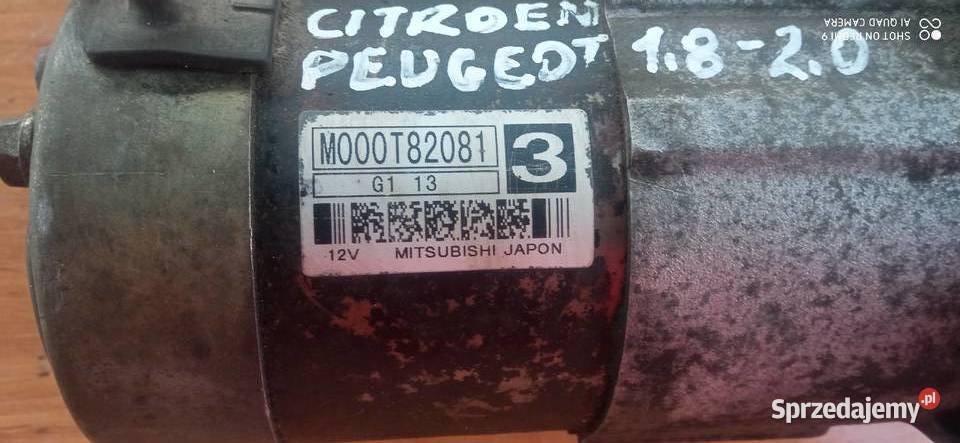 CITROEN
PEUGEOT 1.8-2.0
SHOT ON REDMI 9
AI QUAD CAMERA
M000T82081
3
G1 13
12V MITSUBISHI JAPON
Sprzedajemy.pl